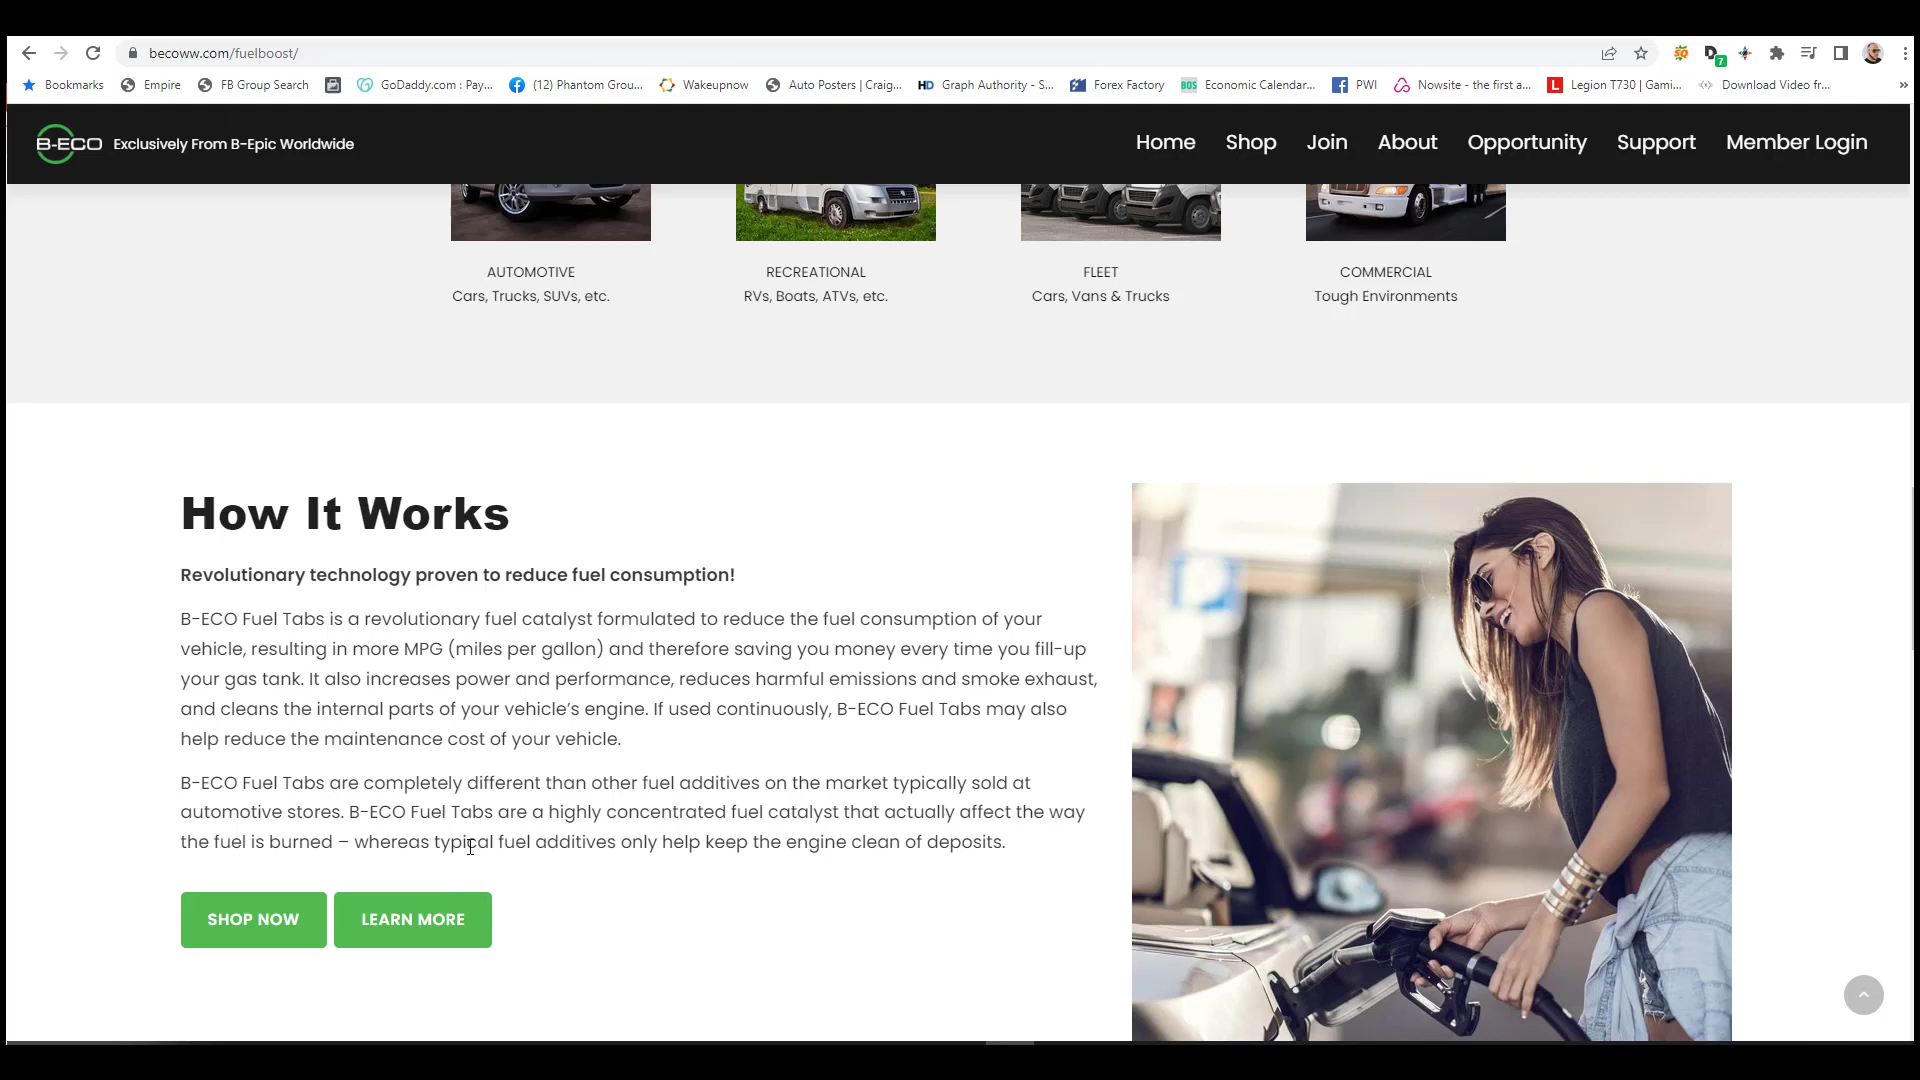 becoww.com/fuelboost/
7
Bookmarks Empire FB Group Search GoDaddy.com : Pay... (12) Phantom Grou... Wakeupnow Auto Posters | Craig... HD Graph Authority - S... Forex Factory BOS Economic Calendar... PWI Nowsite - the first a... L Legion T730 | Gami... Download Video fr... »
B-ECO Exclusively From B-Epic Worldwide Home Shop Join About Opportunity Support Member Login
AUTOMOTIVE RECREATIONAL FLEET COMMERCIAL
Cars, Trucks, SUVs, etc. RVs, Boats, ATVs, etc. Cars, Vans & Trucks Tough Environments
How It Works
Revolutionary technology proven to reduce fuel consumption!
B-ECO Fuel Tabs is a revolutionary fuel catalyst formulated to reduce the fuel consumption of your
vehicle, resulting in more MPG (miles per gallon) and therefore saving you money every time you fill-up
your gas tank. It also increases power and performance, reduces harmful emissions and smoke exhaust,
and cleans the internal parts of your vehicle's engine. If used continuously, B-ECO Fuel Tabs may also
help reduce the maintenance cost of your vehicle.
B-ECO Fuel Tabs are completely different than other fuel additives on the market typically sold at
automotive stores. B-ECO Fuel Tabs are a highly concentrated fuel catalyst that actually affect the way
the fuel is burned – whereas typical fuel additives only help keep the engine clean of deposits.
SHOP NOW LEARN MORE